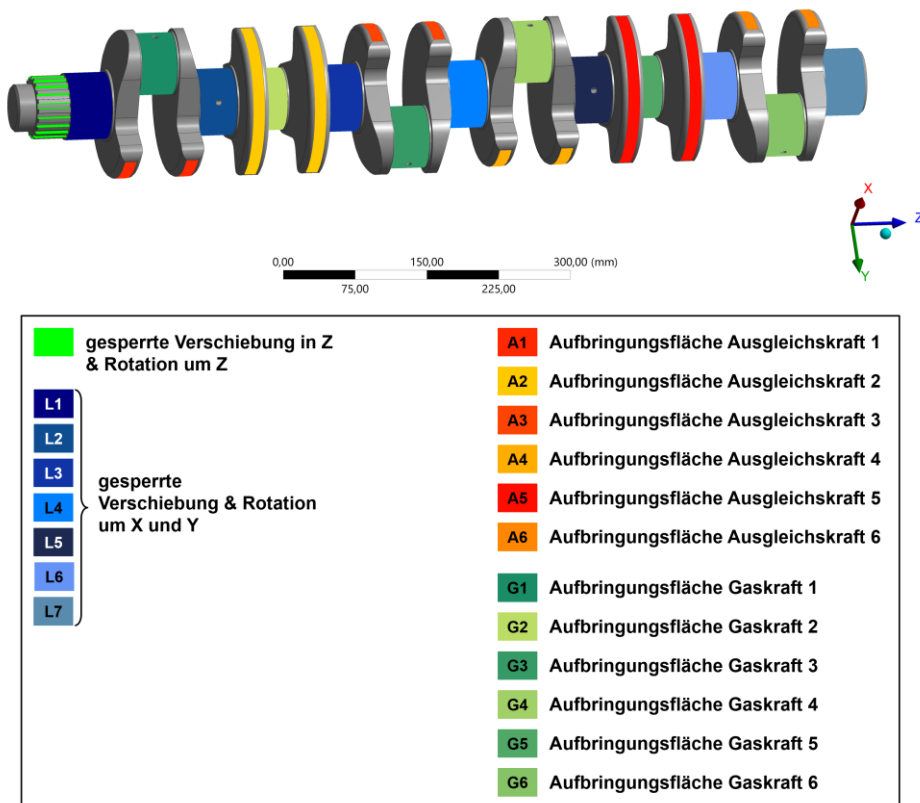 X
Z
Y
0,00 150,00 300,00 (mm)
75,00 225,00
gesperrte Verschiebung in Z
& Rotation um Z
L1
L2
L3
L4
L5
L6
L7
gesperrte
Verschiebung & Rotation
um X und Y
A1 Aufbringungsfläche Ausgleichskraft 1
A2 Aufbringungsfläche Ausgleichskraft 2
A3 Aufbringungsfläche Ausgleichskraft 3
A4 Aufbringungsfläche Ausgleichskraft 4
A5 Aufbringungsfläche Ausgleichskraft 5
A6 Aufbringungsfläche Ausgleichskraft 6
G1 Aufbringungsfläche Gaskraft 1
G2 Aufbringungsfläche Gaskraft 2
G3 Aufbringungsfläche Gaskraft 3
G4 Aufbringungsfläche Gaskraft 4
G5 Aufbringungsfläche Gaskraft 5
G6 Aufbringungsfläche Gaskraft 6